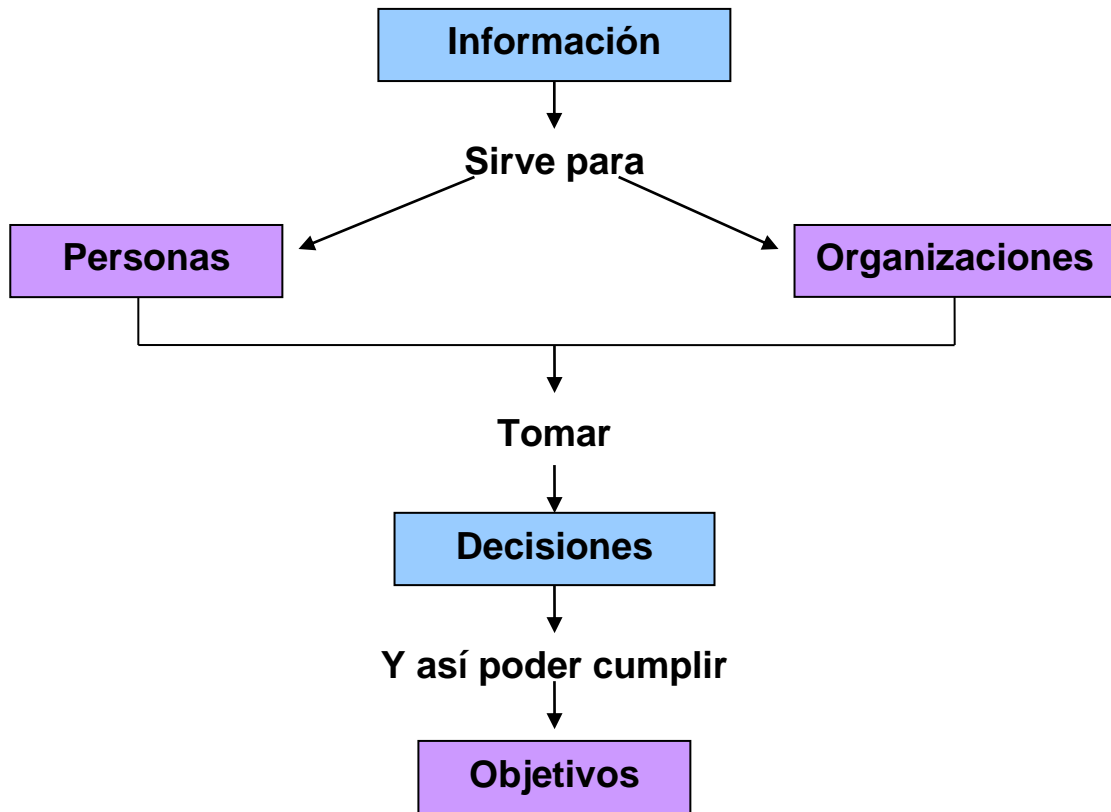 Información
Sirve para
Personas
Organizaciones
Tomar
Decisiones
Y así poder cumplir
Objetivos